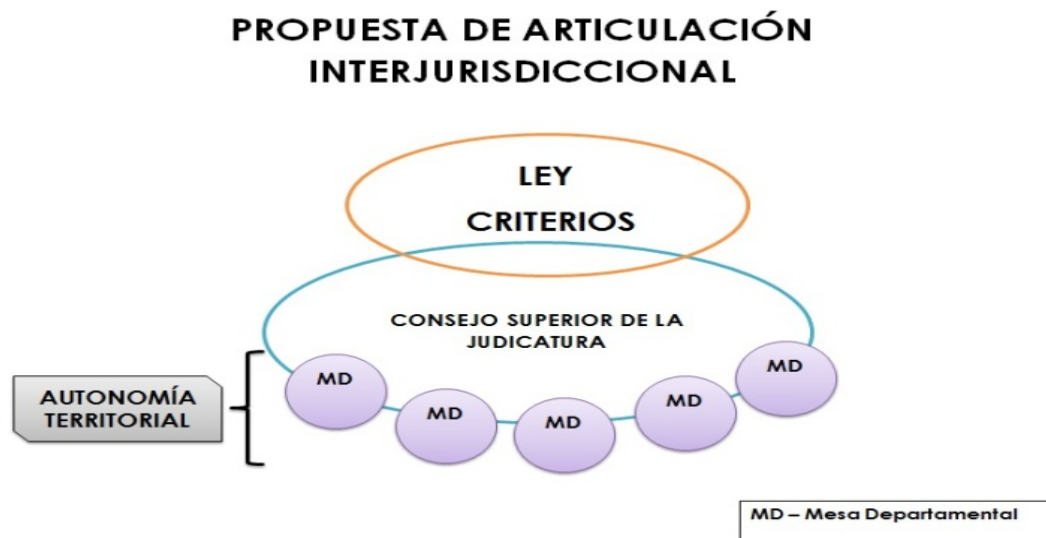 PROPUESTA DE ARTICULACIÓN
INTERJURISDICCIONAL
LEY
CRITERIOS
CONSEJO SUPERIOR DE LA
JUDICATURA
MD
MD
MD
MD
MD
AUTONOMÍA
TERRITORIAL
MD – Mesa Departamental